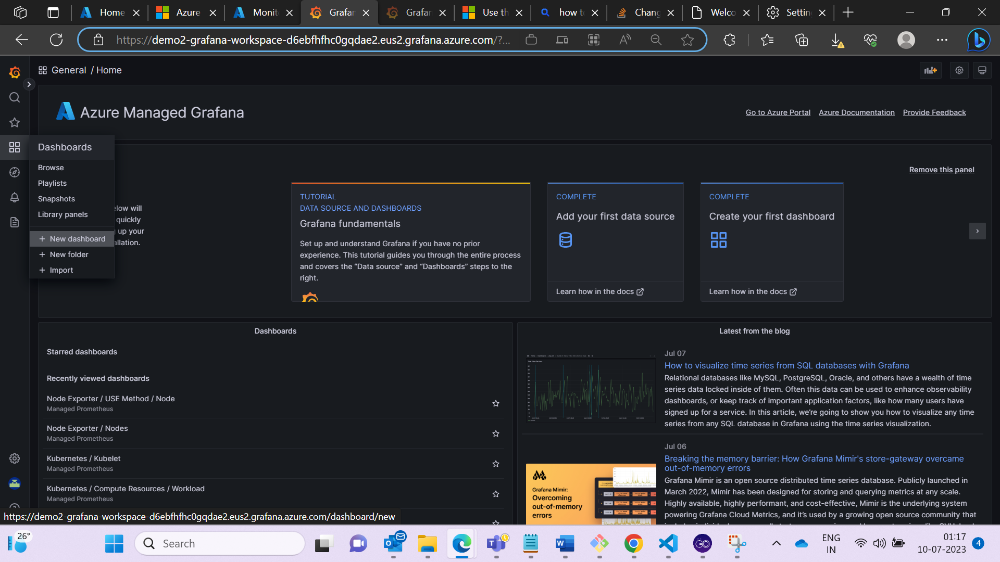 Home
Azure
Monit
Grafar
Grafar
Use th
how to
Chang
Welco
Settin
https://demo2-grafana-workspace-d6ebfhfhc0gqdae2.eus2.grafana.azure.com/?...
General / Home
Azure Managed Grafana
Go to Azure Portal
Azure Documentation
Provide Feedback
Dashboards
Browse
Playlists
Snapshots
Library panels
+ New dashboard
+ New folder
+ Import
elow will
quickly
up your
allation.
Remove this panel
TUTORIAL
DATA SOURCE AND DASHBOARDS
Grafana fundamentals
Set up and understand Grafana if you have no prior
experience. This tutorial guides you through the entire process
and covers the “Data source” and “Dashboards” steps to the
right.
COMPLETE
Add your first data source
Learn how in the docs
COMPLETE
Create your first dashboard
Learn how in the docs
Dashboards
Starred dashboards
Recently viewed dashboards
Node Exporter / USE Method / Node
Managed Prometheus
Node Exporter / Nodes
Managed Prometheus
Kubernetes / Kubelet
Managed Prometheus
Kubernetes / Compute Resources / Workload
Managed Prometheus
Latest from the blog
Jul 07
How to visualize time series from SQL databases with Grafana
Relational databases like MySQL, PostgreSQL, Oracle, and others have a wealth of time
series data locked inside of them. Often this data can be used to enhance observability
dashboards, or keep track of important application factors, like how many users have
signed up for a service. In this article, we’re going to show you how to visualize any time
series from any SQL database in Grafana using the time series visualization.
Jul 06
Breaking the memory barrier: How Grafana Mimir's store-gateway overcame
out-of-memory errors
Grafana Mimir is an open source distributed time series database. Publicly launched in
March 2022, Mimir has been designed for storing and querying metrics at any scale.
Highly available, highly performant, and cost-effective, Mimir is the underlying system
powering Grafana Cloud Metrics, and it’s used by a growing open source community that
Grafana Mimir:
Overcoming
out-of-memory
errors
https://demo2-grafana-workspace-d6ebfhfhc0gqdae2.eus2.grafana.azure.com/dashboard/new
26°
Search
ENG
IN
01:17
10-07-2023
4